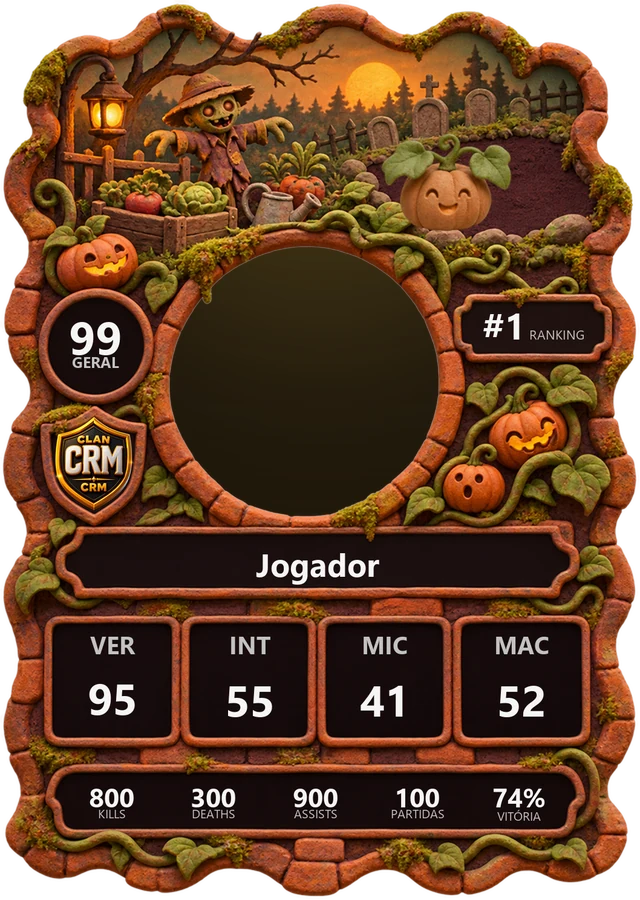 99
GERAL
#1 RANKING
CLAN
CRM
CRM
Jogador
VER INT MIC MAC
95 55 41 52
800 300 900 100 74%
KILLS DEATHS ASSISTS PARTIDAS VITÓRIA